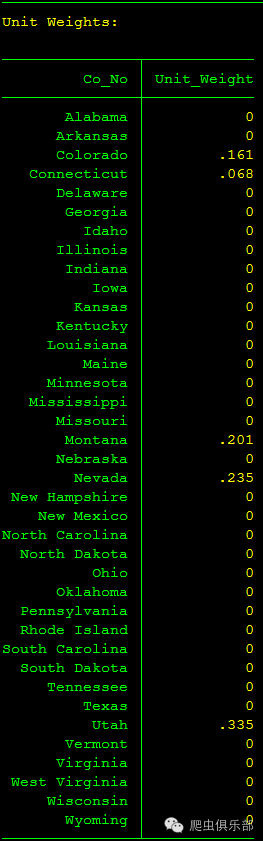 Unit Weights:
Co_No Unit_Weight
Alabama 0
Arkansas 0
Colorado .161
Connecticut .068
Delaware 0
Georgia 0
Idaho 0
Illinois 0
Indiana 0
Iowa 0
Kansas 0
Kentucky 0
Louisiana 0
Maine 0
Minnesota 0
Mississippi 0
Missouri 0
Montana .201
Nebraska 0
Nevada .235
New Hampshire 0
New Mexico 0
North Carolina 0
North Dakota 0
Ohio 0
Oklahoma 0
Pennsylvania 0
Rhode Island 0
South Carolina 0
South Dakota 0
Tennessee 0
Texas 0
Utah .335
Vermont 0
Virginia 0
West Virginia 0
Wisconsin 0
Wyoming 0
爬虫俱乐部